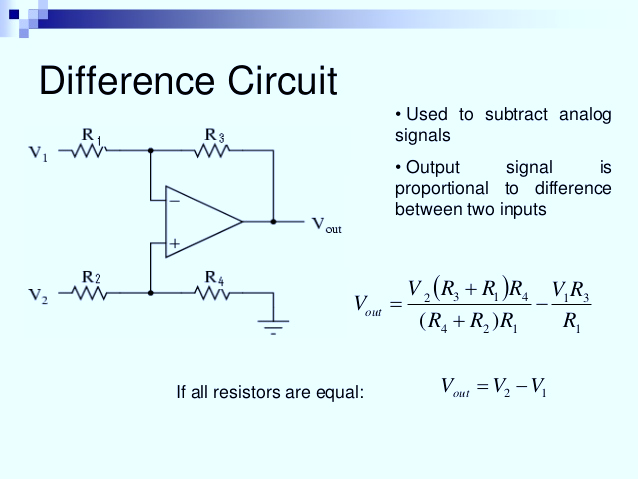 Difference Circuit
• Used to subtract analog
signals
• Output signal is
proportional to difference
between two inputs
R1 R3
V1
−
+
Vout
R2 R4
V2
Vout = V2(R3 + R1)R4 / (R4 + R2)R1 − V1R3 / R1
If all resistors are equal: Vout = V2 − V1